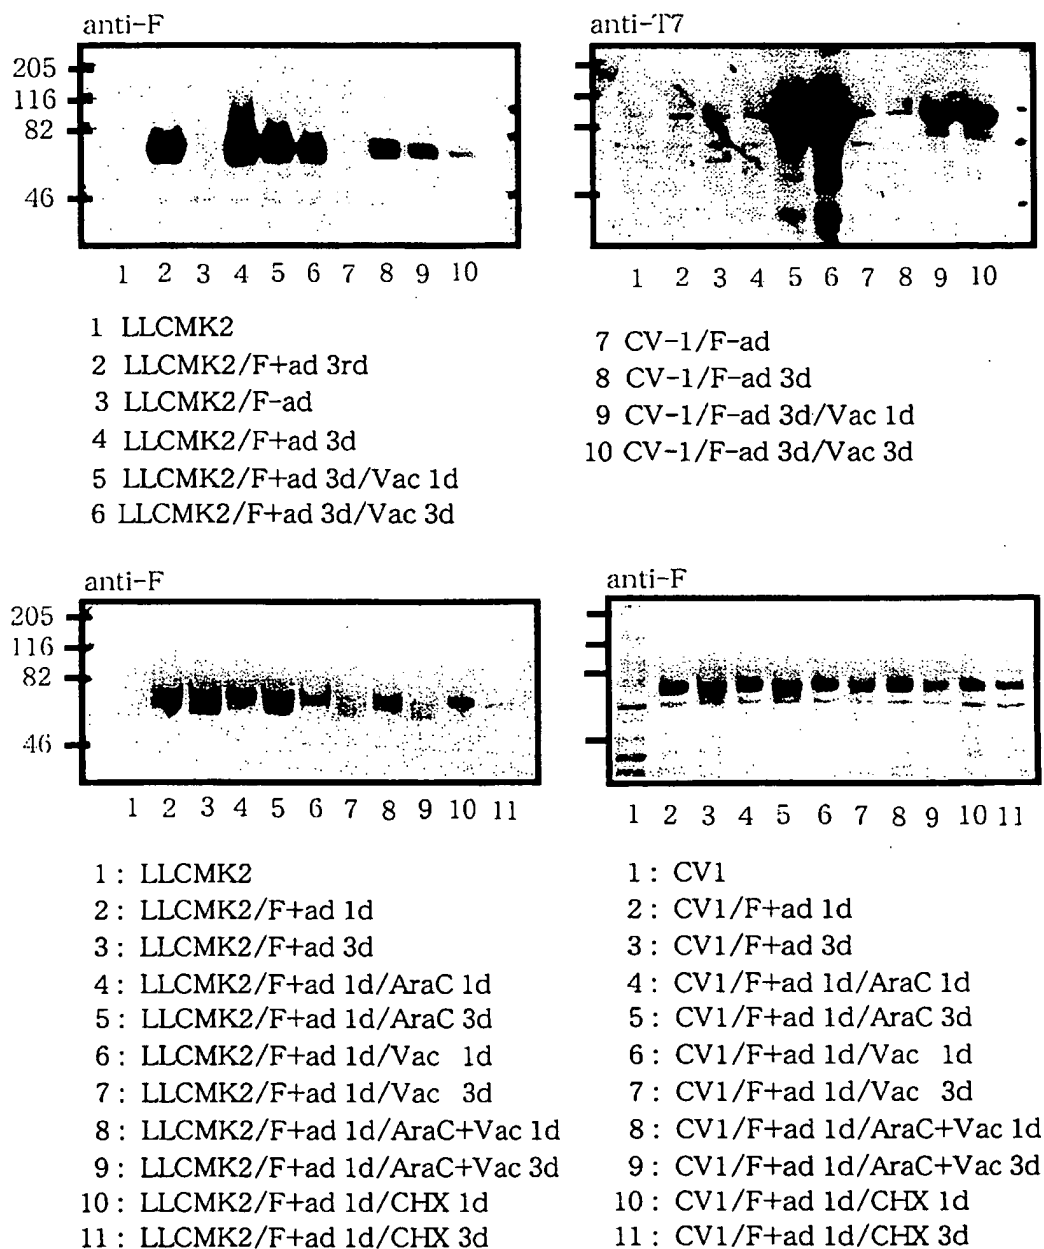 anti-F
205
116
82
46
1 2 3 4 5 6 7 8 9 10
anti-T7
1 2 3 4 5 6 7 8 9 10
1 LLCMK2
2 LLCMK2/F+ad 3rd
3 LLCMK2/F-ad
4 LLCMK2/F+ad 3d
5 LLCMK2/F+ad 3d/Vac 1d
6 LLCMK2/F+ad 3d/Vac 3d
7 CV-1/F-ad
8 CV-1/F-ad 3d
9 CV-1/F-ad 3d/Vac 1d
10 CV-1/F-ad 3d/Vac 3d
anti-F
205
116
82
46
1 2 3 4 5 6 7 8 9 10 11
1 : LLCMK2
2 : LLCMK2/F+ad 1d
3 : LLCMK2/F+ad 3d
4 : LLCMK2/F+ad 1d/AraC 1d
5 : LLCMK2/F+ad 1d/AraC 3d
6 : LLCMK2/F+ad 1d/Vac 1d
7 : LLCMK2/F+ad 1d/Vac 3d
8 : LLCMK2/F+ad 1d/AraC+Vac 1d
9 : LLCMK2/F+ad 1d/AraC+Vac 3d
10 : LLCMK2/F+ad 1d/CHX 1d
11 : LLCMK2/F+ad 1d/CHX 3d
anti-F
1 2 3 4 5 6 7 8 9 10 11
1 : CV1
2 : CV1/F+ad 1d
3 : CV1/F+ad 3d
4 : CV1/F+ad 1d/AraC 1d
5 : CV1/F+ad 1d/AraC 3d
6 : CV1/F+ad 1d/Vac 1d
7 : CV1/F+ad 1d/Vac 3d
8 : CV1/F+ad 1d/AraC+Vac 1d
9 : CV1/F+ad 1d/AraC+Vac 3d
10 : CV1/F+ad 1d/CHX 1d
11 : CV1/F+ad 1d/CHX 3d